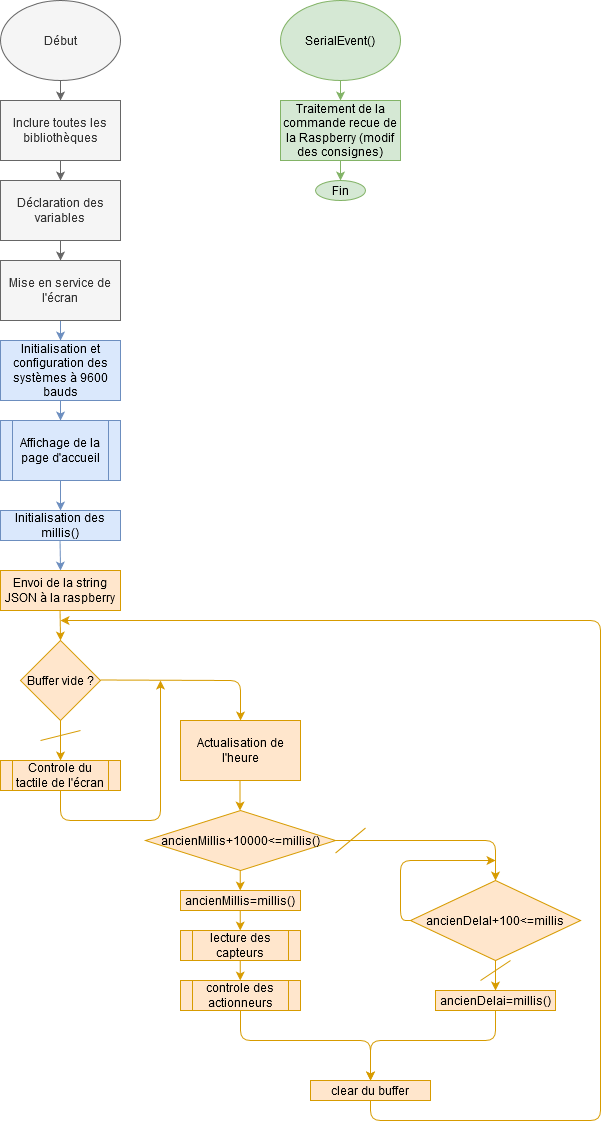 Début
Inclure toutes les
bibliothèques
Déclaration des
variables
Mise en service de
l'écran
Initialisation et
configuration des
systèmes à 9600
bauds
Affichage de la
page d'accueil
Initialisation des
millis()
Envoi de la string
JSON à la raspberry
Buffer vide ?
Controle du
tactile de l'écran
Actualisation de
l'heure
ancienMillis+10000<=millis()
ancienMillis=millis()
lecture des
capteurs
controle des
actionneurs
ancienDelaI+100<=millis
ancienDelai=millis()
clear du buffer
SerialEvent()
Traitement de la
commande recue de
la Raspberry (modif
des consignes)
Fin